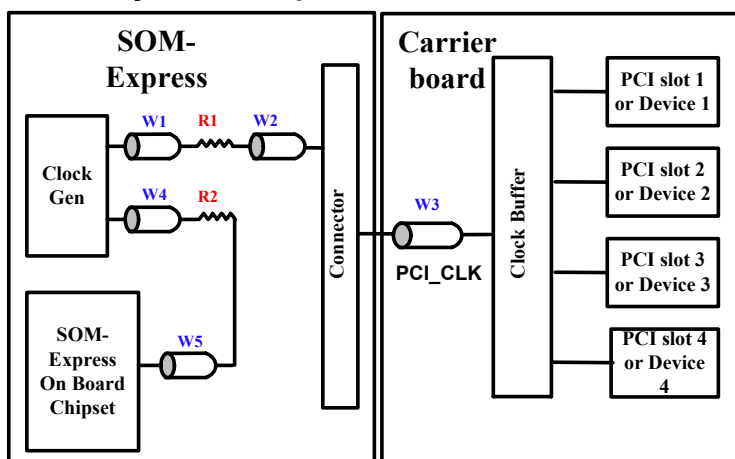 SOM-
Express
Carrier
board
W1
R1
W2
Clock
Gen
W4
R2
Connector
W3
PCI_CLK
Clock Buffer
SOM-
Express
On Board
Chipset
W5
PCI slot 1
or Device 1
PCI slot 2
or Device 2
PCI slot 3
or Device 3
PCI slot 4
or Device
4